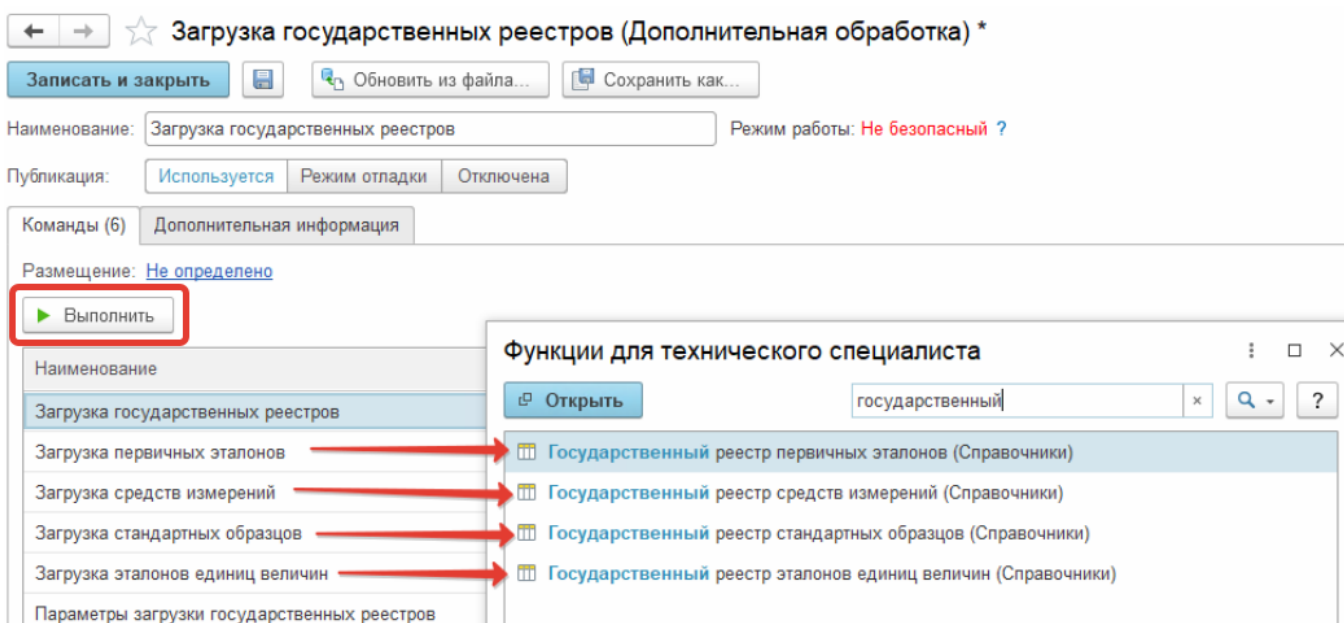 Загрузка государственных реестров (Дополнительная обработка) *
Записать и закрыть Обновить из файла... Сохранить как...
Наименование: Загрузка государственных реестров Режим работы: Не безопасный ?
Публикация: Используется Режим отладки Отключена
Команды (6) Дополнительная информация
Размещение: Не определено
Выполнить
Наименование
Загрузка государственных реестров
Загрузка первичных эталонов
Загрузка средств измерений
Загрузка стандартных образцов
Загрузка эталонов единиц величин
Параметры загрузки государственных реестров
Функции для технического специалиста
Открыть государственный × ?
Государственный реестр первичных эталонов (Справочники)
Государственный реестр средств измерений (Справочники)
Государственный реестр стандартных образцов (Справочники)
Государственный реестр эталонов единиц величин (Справочники)